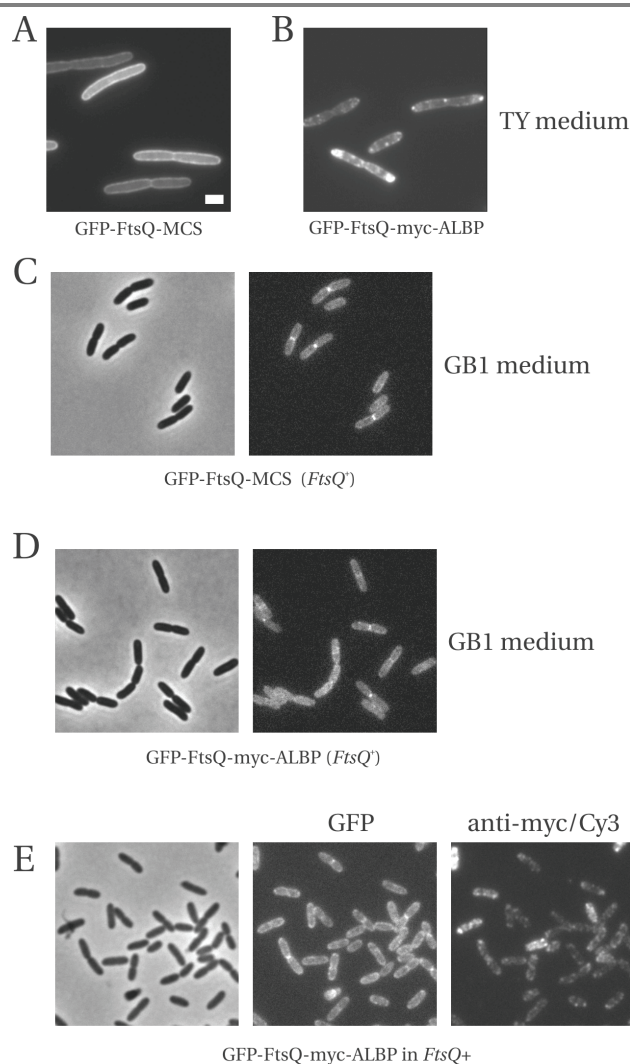 A
B
TY medium
GFP-FtsQ-MCS
GFP-FtsQ-myc-ALBP
C
GB1 medium
GFP-FtsQ-MCS (FtsQ⁺)
D
GB1 medium
GFP-FtsQ-myc-ALBP (FtsQ⁺)
GFP
anti-myc/Cy3
E
GFP-FtsQ-myc-ALBP in FtsQ+